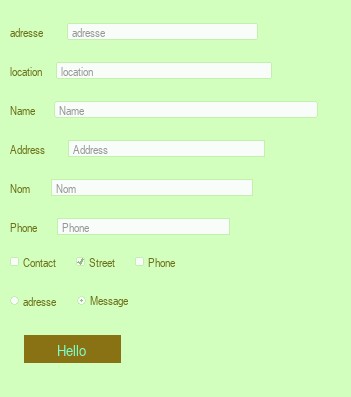 adresse adresse
location location
Name Name
Address Address
Nom Nom
Phone Phone
Contact Street Phone
adresse Message
Hello